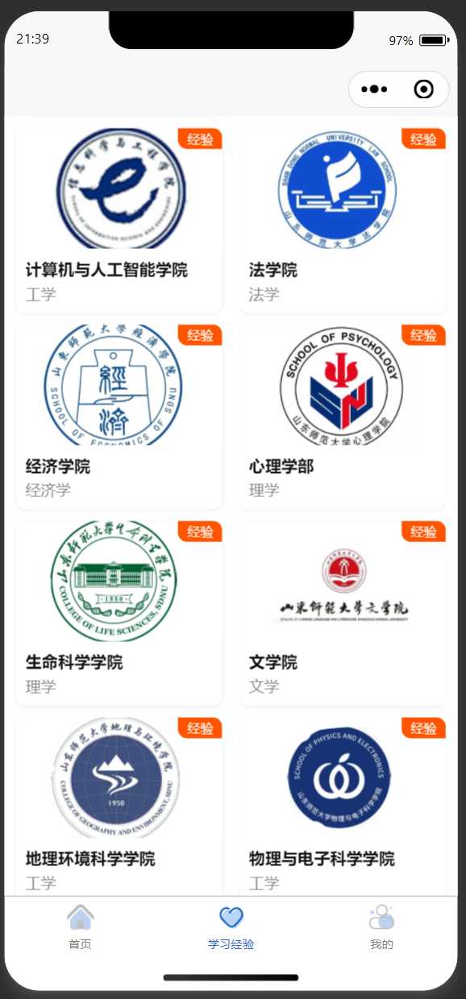 21:39
97%
经验
信息科学与工程学院
经验
SHAN DONG NORMAL UNIVERSITY LAW SCHOOL
山东师范大学法学院
计算机与人工智能学院
工学
法学院
法学
经验
山東師範大學經濟學院
經濟
SCHOOL OF ECONOMICS OF SDNU
经验
SCHOOL OF PSYCHOLOGY
山东师范大学心理学院
经济学院
经济学
心理学部
理学
经验
山东师范大学生命科学学院
1950
COLLEGE OF LIFE SCIENCES, SDNU
经验
山東師範大學文学院
生命科学学院
理学
文学院
文学
经验
山东师范大学地理与环境学院
1950
COLLEGE OF GEOGRAPHY AND ENVIRONMENT, SDNU
经验
SCHOOL OF PHYSICS AND ELECTRONICS
山东师范大学物理与电子科学学院
地理环境科学学院
工学
物理与电子科学学院
工学
首页
学习经验
我的